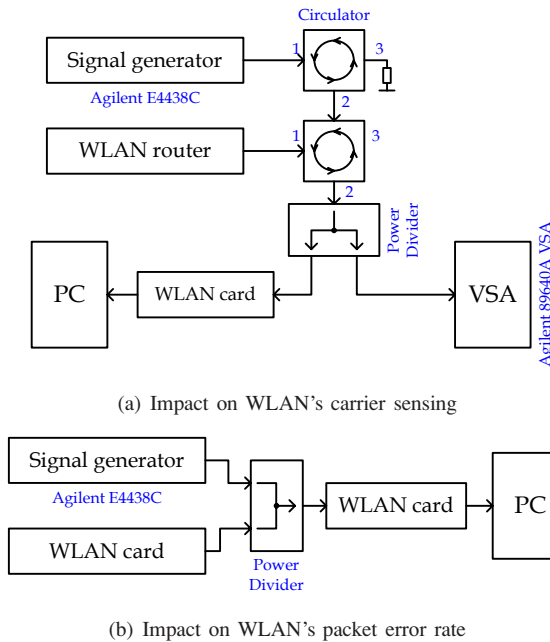 Circulator
Signal generator
1
3
Agilent E4438C
2
WLAN router
1
3
2
Power
Divider
PC
WLAN card
VSA
Agilent 89640A VSA
(a) Impact on WLAN's carrier sensing
Signal generator
Agilent E4438C
WLAN card
Power
Divider
WLAN card
PC
(b) Impact on WLAN's packet error rate